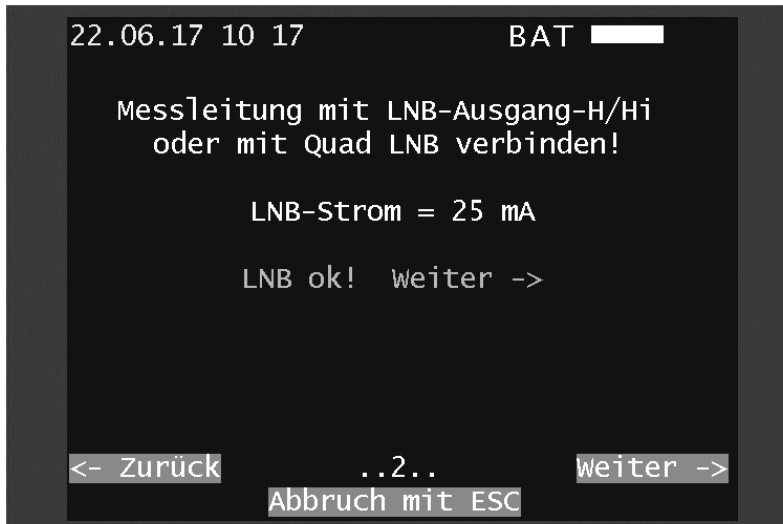 22.06.17 10 17 BAT
Messleitung mit LNB-Ausgang-H/Hi
oder mit Quad LNB verbinden!
LNB-Strom = 25 mA
LNB ok! Weiter ->
<- Zurück ..2.. Weiter ->
Abbruch mit ESC